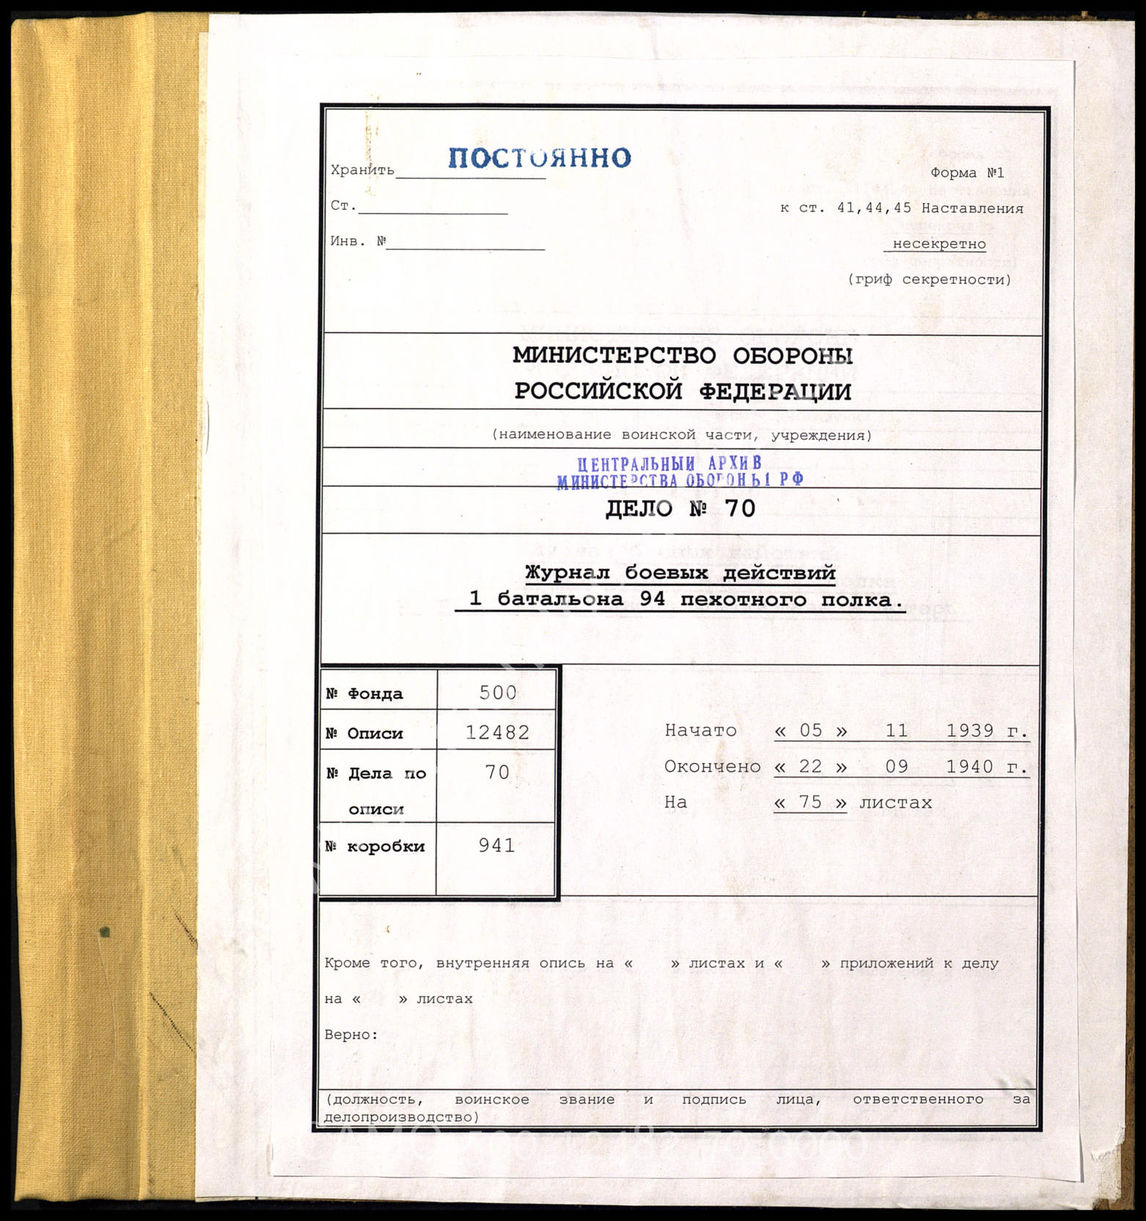 Хранить ПОСТОЯННО
Форма №1
Ст.
к ст. 41,44,45 Наставления
Инв. №
несекретно
(гриф секретности)
МИНИСТЕРСТВО ОБОРОНЫ
РОССИЙСКОЙ ФЕДЕРАЦИИ
(наименование воинской части, учреждения)
ЦЕНТРАЛЬНЫЙ АРХИВ
МИНИСТЕРСТВА ОБОРОНЫ РФ
ДЕЛО № 70
Журнал боевых действий
1 батальона 94 пехотного полка.
№ Фонда 500
№ Описи 12482
№ Дела по 70
описи
№ коробки 941
Начато « 05 » 11 1939 г.
Окончено « 22 » 09 1940 г.
На « 75 » листах
Кроме того, внутренняя опись на « » листах и « » приложений к делу
на « » листах
Верно:
(должность, воинское звание и подпись лица, ответственного за
делопроизводство)